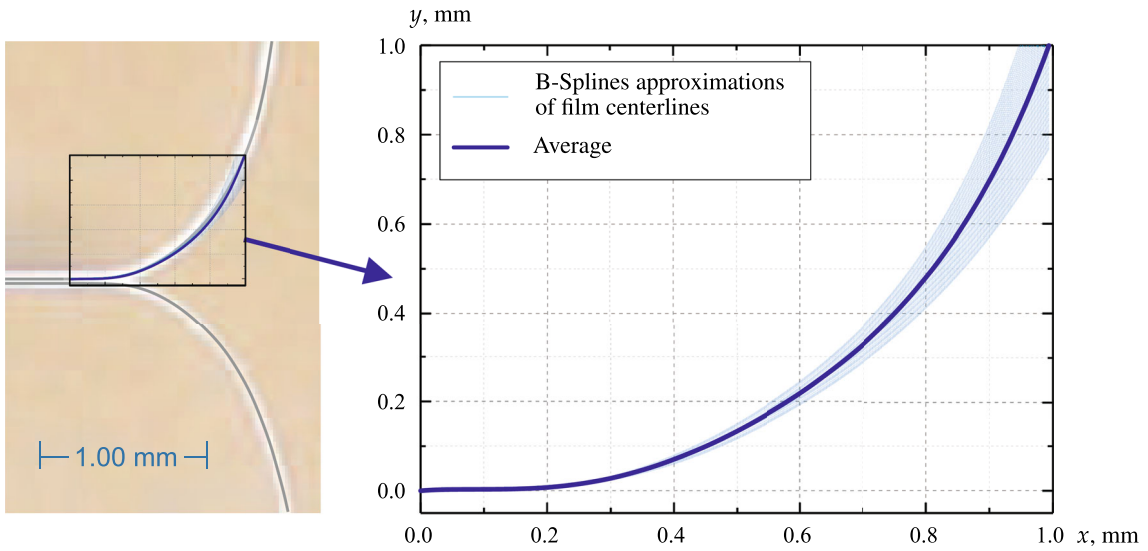 y, mm
1.0
B-Splines approximations
of film centerlines
Average
0.8
0.6
0.4
0.2
0.0
0.0 0.2 0.4 0.6 0.8 1.0 x, mm
1.00 mm